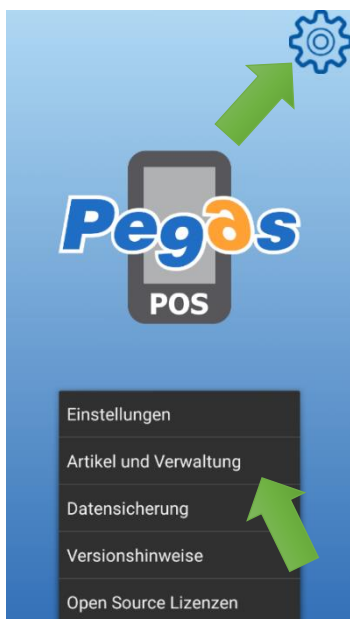 Pegas
POS
Einstellungen
Artikel und Verwaltung
Datensicherung
Versionshinweise
Open Source Lizenzen